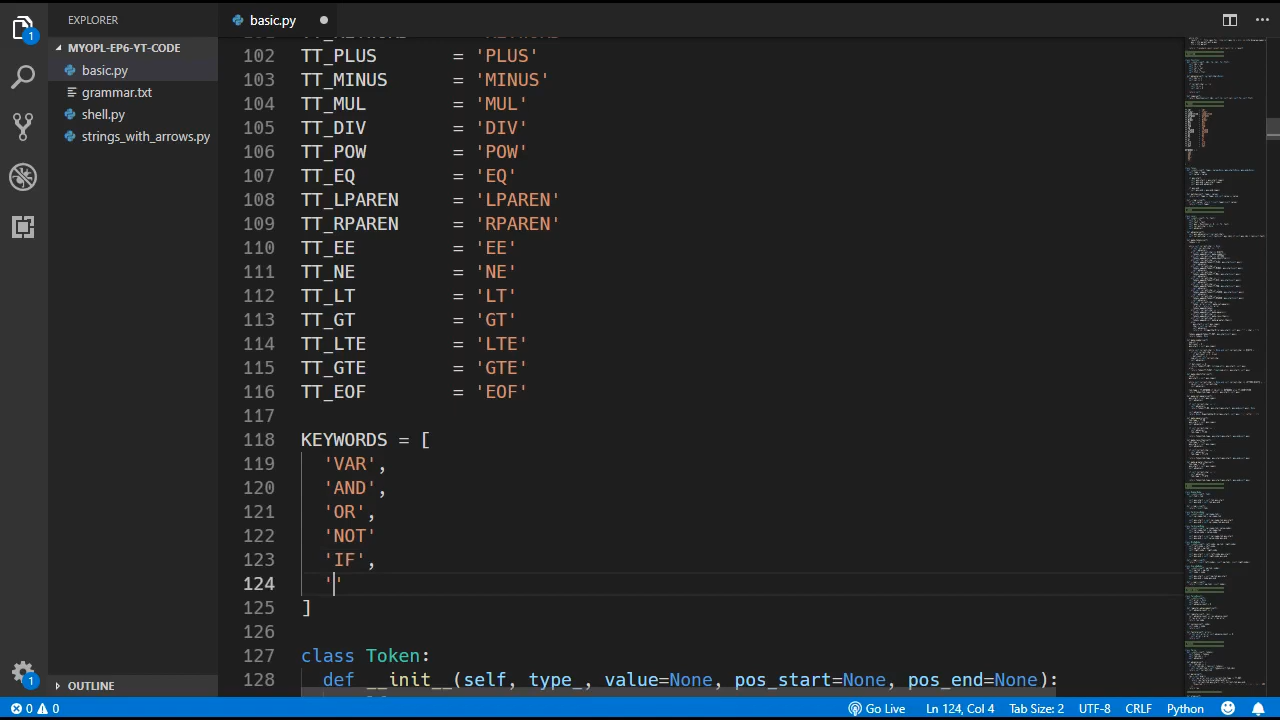 EXPLORER
basic.py
MYOPL-EP6-YT-CODE
basic.py
grammar.txt
shell.py
strings_with_arrows.py
OUTLINE
1
1
102 TT_PLUS = 'PLUS'
103 TT_MINUS = 'MINUS'
104 TT_MUL = 'MUL'
105 TT_DIV = 'DIV'
106 TT_POW = 'POW'
107 TT_EQ = 'EQ'
108 TT_LPAREN = 'LPAREN'
109 TT_RPAREN = 'RPAREN'
110 TT_EE = 'EE'
111 TT_NE = 'NE'
112 TT_LT = 'LT'
113 TT_GT = 'GT'
114 TT_LTE = 'LTE'
115 TT_GTE = 'GTE'
116 TT_EOF = 'EOF'
117
118 KEYWORDS = [
119 'VAR',
120 'AND',
121 'OR',
122 'NOT'
123 'IF',
124 ''
125 ]
126
127 class Token:
128 def __init__(self, type_, value=None, pos_start=None, pos_end=None):
0 0 Go Live Ln 124, Col 4 Tab Size: 2 UTF-8 CRLF Python